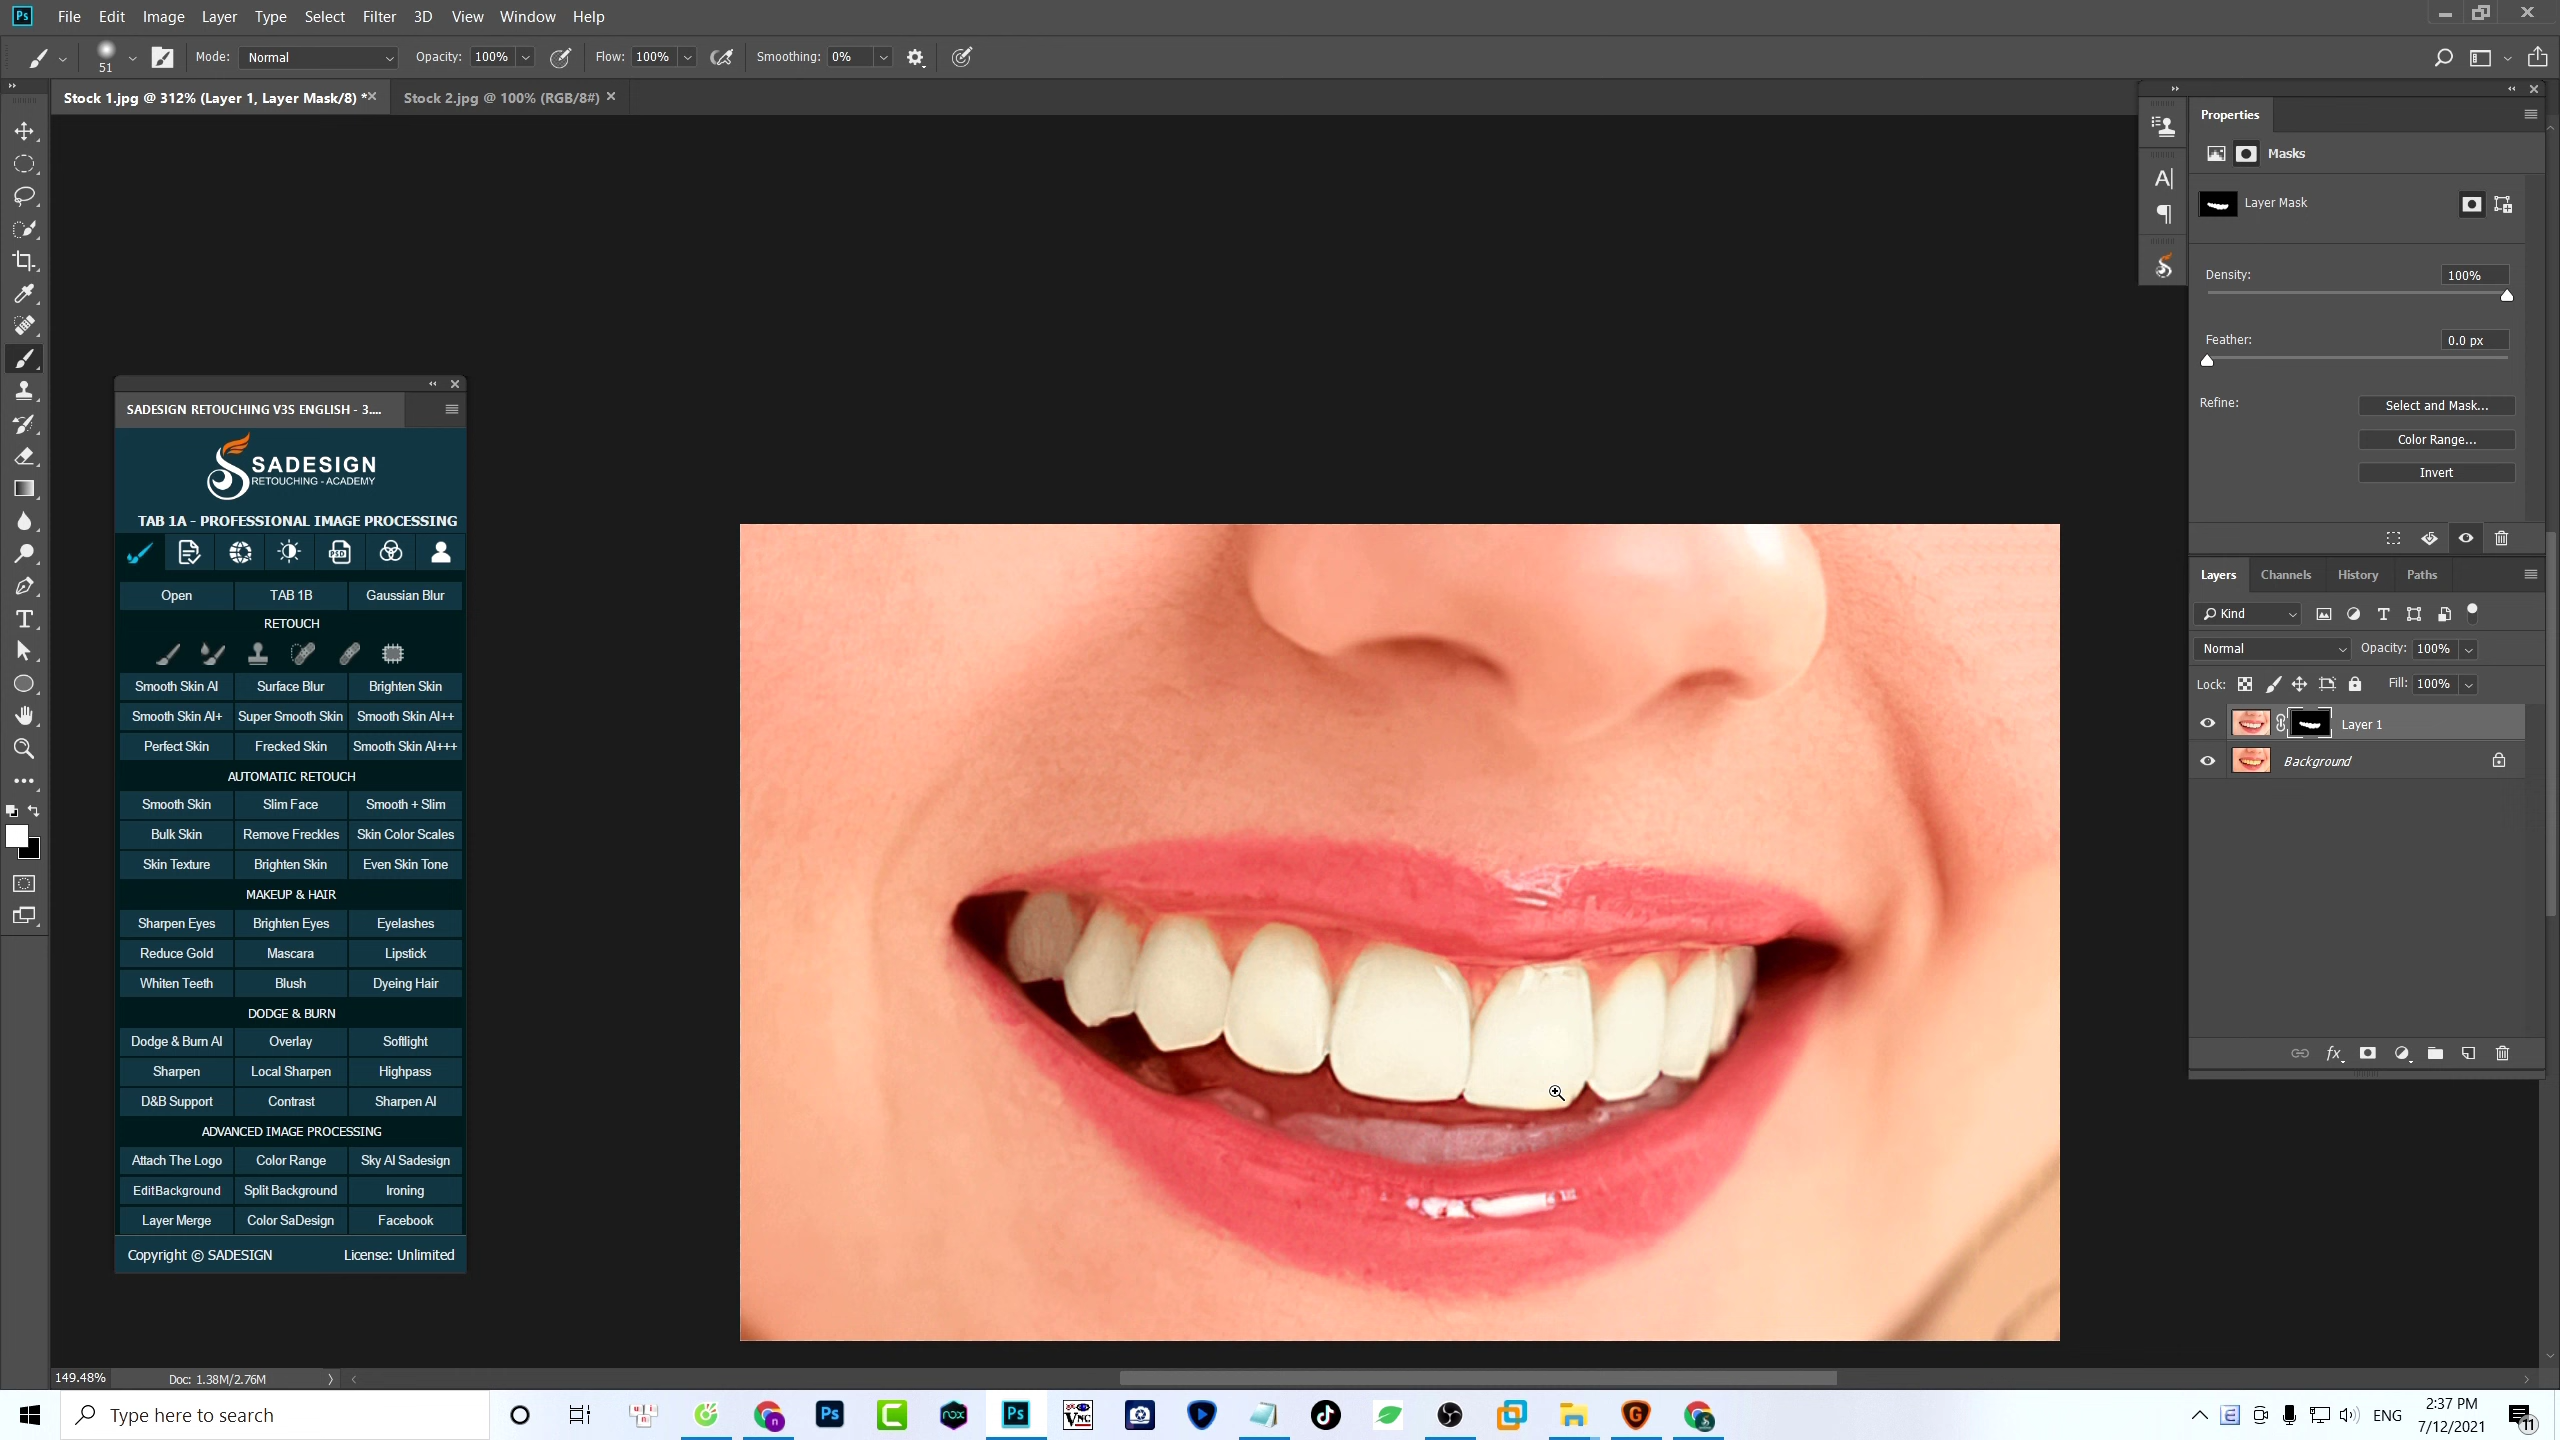 Ps File Edit Image Layer Type Select Filter 3D View Window Help
51 Mode: Normal Opacity: 100% Flow: 100% Smoothing: 0%
Stock 1.jpg @ 312% (Layer 1, Layer Mask/8) * Stock 2.jpg @ 100% (RGB/8#)
Properties
Masks
Layer Mask
Density: 100%
Feather: 0.0 px
Refine: Select and Mask...
Color Range...
Invert
Layers Channels History Paths
Kind
Normal Opacity: 100%
Lock: Fill: 100%
Layer 1
Background
fx
SADESIGN RETOUCHING V3S ENGLISH - 3....
SADESIGN
RETOUCHING - ACADEMY
TAB 1A - PROFESSIONAL IMAGE PROCESSING
PSD
Open TAB 1B Gaussian Blur
RETOUCH
Smooth Skin AI Surface Blur Brighten Skin
Smooth Skin AI+ Super Smooth Skin Smooth Skin AI++
Perfect Skin Frecked Skin Smooth Skin AI+++
AUTOMATIC RETOUCH
Smooth Skin Slim Face Smooth + Slim
Bulk Skin Remove Freckles Skin Color Scales
Skin Texture Brighten Skin Even Skin Tone
MAKEUP & HAIR
Sharpen Eyes Brighten Eyes Eyelashes
Reduce Gold Mascara Lipstick
Whiten Teeth Blush Dyeing Hair
DODGE & BURN
Dodge & Burn AI Overlay Softlight
Sharpen Local Sharpen Highpass
D&B Support Contrast Sharpen AI
ADVANCED IMAGE PROCESSING
Attach The Logo Color Range Sky AI Sadesign
EditBackground Split Background Ironing
Layer Merge Color SaDesign Facebook
Copyright © SADESIGN License: Unlimited
149.48% Doc: 1.38M/2.76M
Type here to search
Ps nox Ps VNC
ENG
2:37 PM
7/12/2021
11